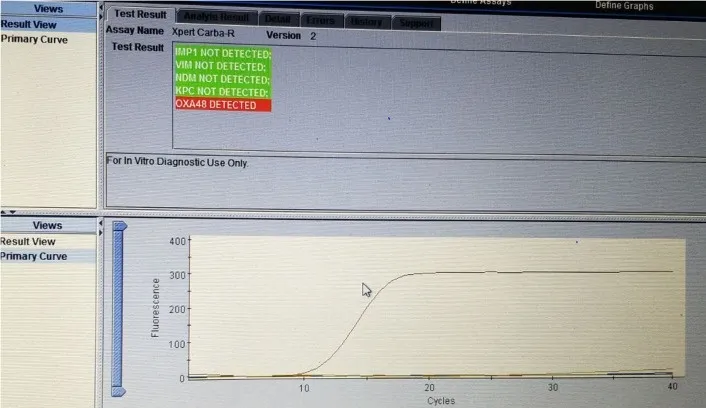 Define Assays
Define Graphs
Views
Result View
Primary Curve
Test Result
Analyte Result
Detail
Errors
History
Support
Assay Name Xpert Carba-R Version 2
Test Result
IMP1 NOT DETECTED;
VIM NOT DETECTED;
NDM NOT DETECTED;
KPC NOT DETECTED;
OXA48 DETECTED
For In Vitro Diagnostic Use Only.
Views
Result View
Primary Curve
400
300
200
100
0
Fluorescence
10
20
30
40
Cycles